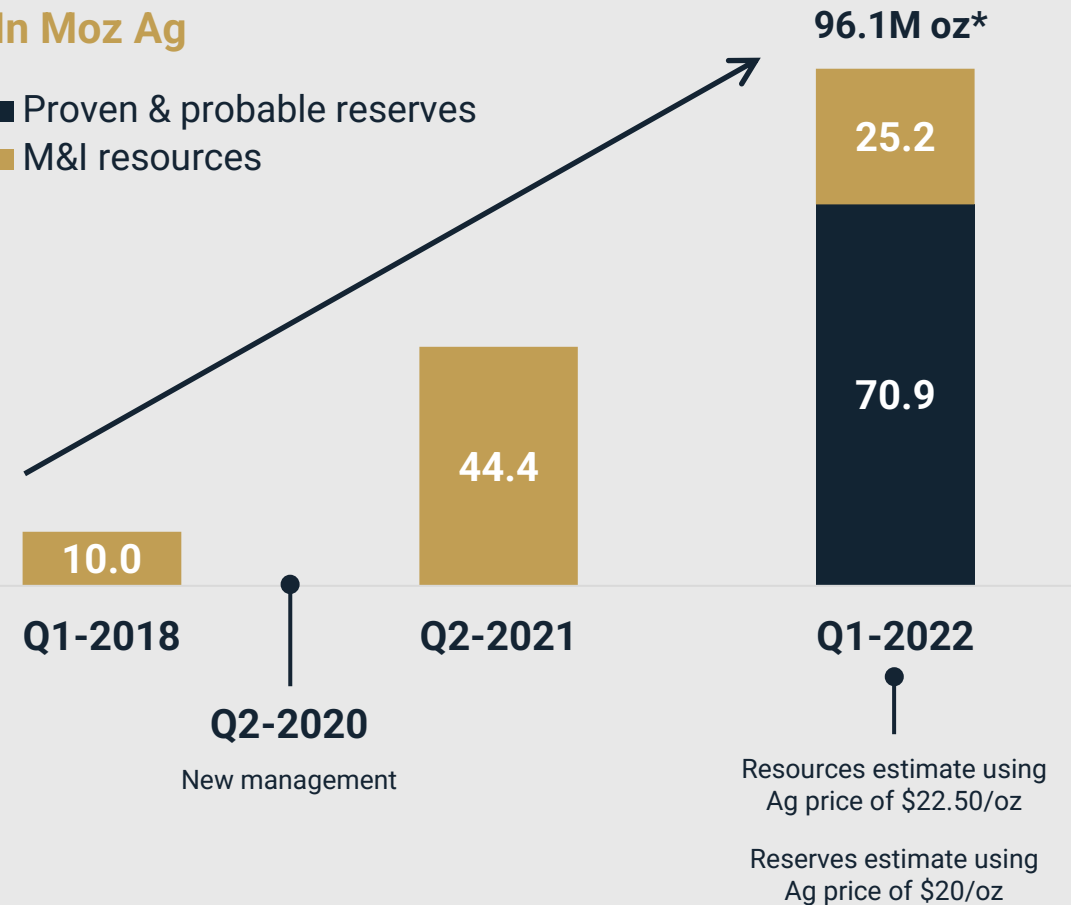 In Moz Ag
Proven & probable reserves
M&I resources
96.1M oz*
25.2
70.9
44.4
10.0
Q1-2018
Q2-2021
Q1-2022
Q2-2020
New management
Resources estimate using
Ag price of $22.50/oz
Reserves estimate using
Ag price of $20/oz